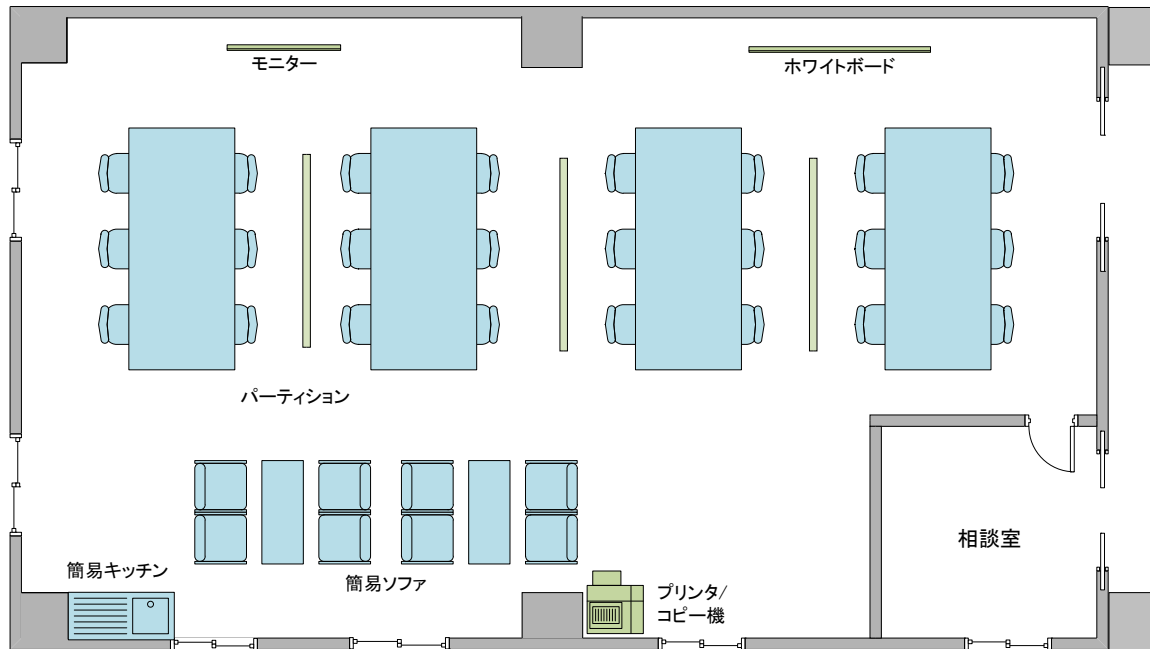 モニター
ホワイトボード
パーティション
相談室
簡易キッチン
簡易ソファ
プリンタ/
コピー機